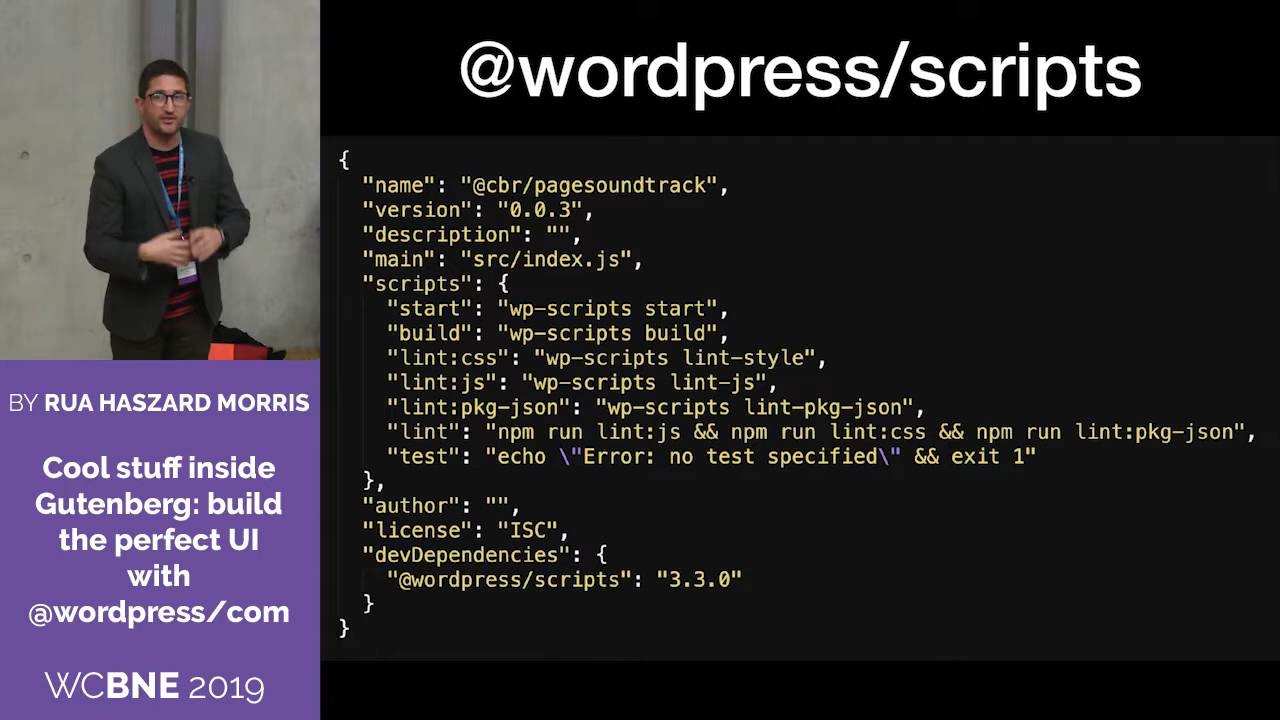 @wordpress/scripts
{
"name": "@cbr/pagesoundtrack",
"version": "0.0.3",
"description": "",
"main": "src/index.js",
"scripts": {
"start": "wp-scripts start",
"build": "wp-scripts build",
"lint:css": "wp-scripts lint-style",
"lint:js": "wp-scripts lint-js",
"lint:pkg-json": "wp-scripts lint-pkg-json",
"lint": "npm run lint:js && npm run lint:css && npm run lint:pkg-json",
"test": "echo \"Error: no test specified\" && exit 1"
},
"author": "",
"license": "ISC",
"devDependencies": {
"@wordpress/scripts": "3.3.0"
}
}
BY RUA HASZARD MORRIS
Cool stuff inside
Gutenberg: build
the perfect UI
with
@wordpress/com
WCBNE 2019